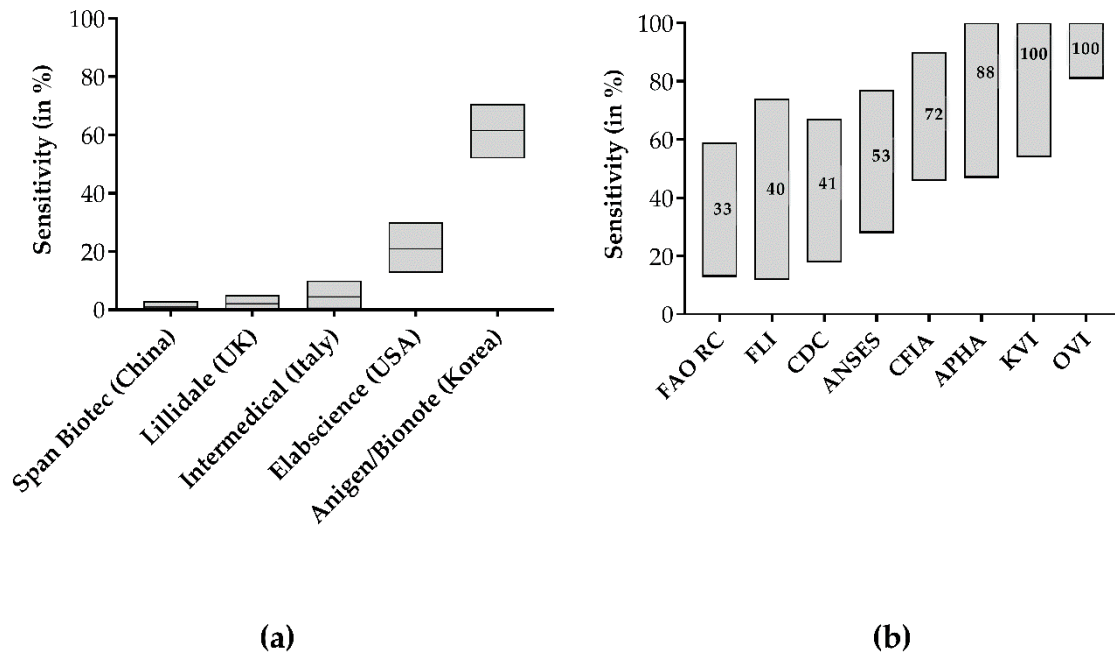 100
80
60
40
20
0
Sensitivity (in %)
Span Biotec (China)
Lillidale (UK)
Intermedical (Italy)
Elabscience (USA)
Anigen/Bionote (Korea)
(a)
100
80
60
40
20
0
Sensitivity (in %)
33
40
41
53
72
88
100
100
FAO RC
FLI
CDC
ANSES
CFIA
APHA
KVI
OVI
(b)